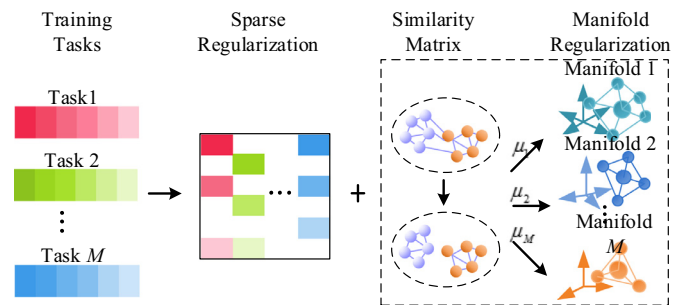 Training
Tasks
Sparse
Regularization
Similarity
Matrix
Manifold
Regularization
Task1
Task 2
Task M
Manifold 1
Manifold 2
Manifold
M
μ1
μ2
μM